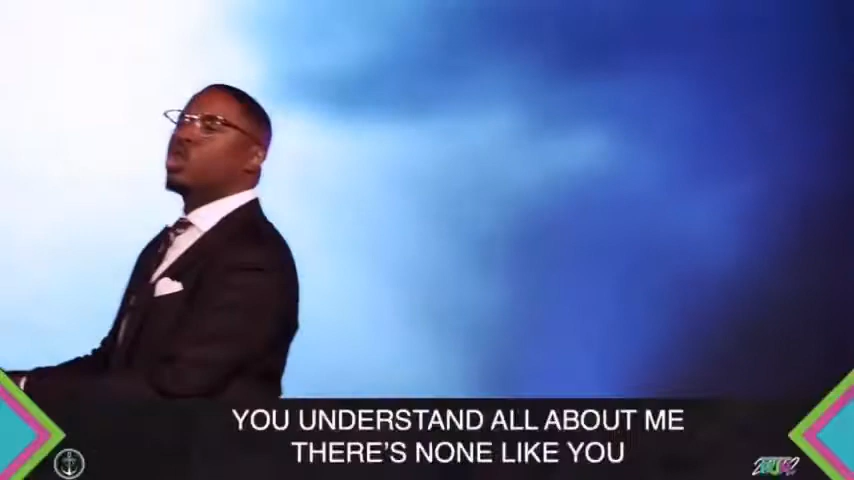 YOU UNDERSTAND ALL ABOUT ME
THERE'S NONE LIKE YOU